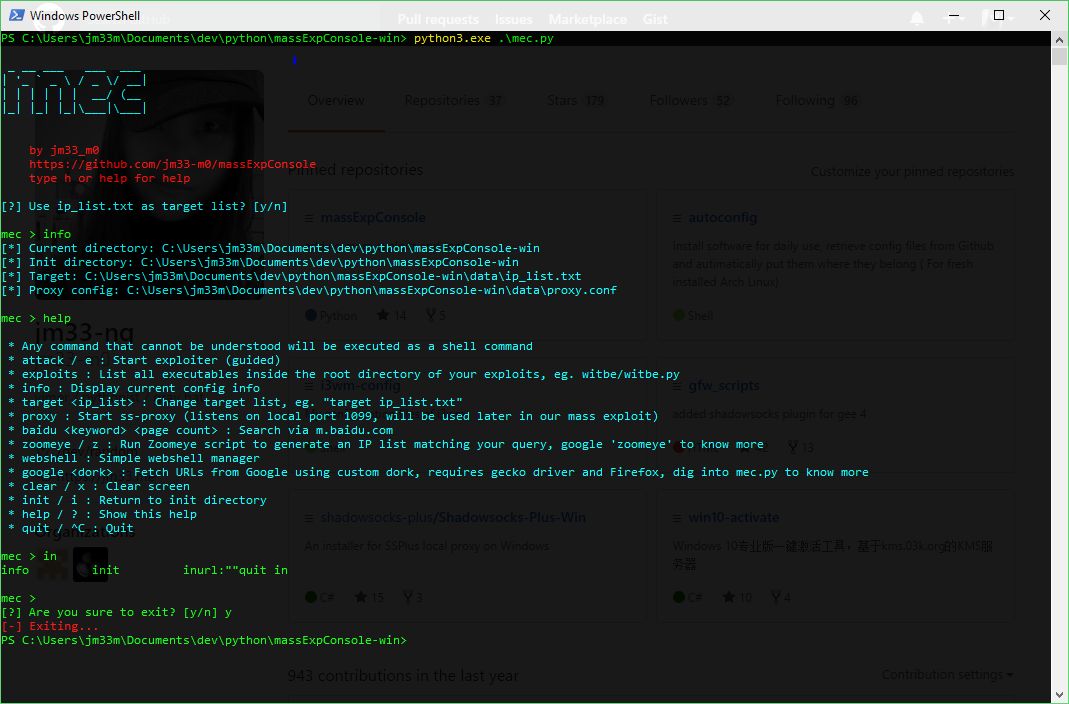 Windows PowerShell
Pull requests Issues Marketplace Gist
PS C:\Users\jm33m\Documents\dev\python\massExpConsole-win> python3.exe .\mec.py
Overview Repositories 37 Stars 179 Followers 52 Following 96
by jm33_m0
https://github.com/jm33-m0/massExpConsole
type h or help for help
Pinned repositories
Customize your pinned repositories
[?] Use ip_list.txt as target list? [y/n]
massExpConsole
autoconfig
mec > info
Install software for daily use, retrieve config files from Github
[*] Current directory: C:\Users\jm33m\Documents\dev\python\massExpConsole-win
and automatically put them where they belong ( For fresh
[*] Init directory: C:\Users\jm33m\Documents\dev\python\massExpConsole-win
[*] Target: C:\Users\jm33m\Documents\dev\python\massExpConsole-win\data\ip_list.txt
installed Arch Linux)
[*] Proxy config: C:\Users\jm33m\Documents\dev\python\massExpConsole-win\data\proxy.conf
Python 14 5
Shell
mec > help
jm33-ng
* Any command that cannot be understood will be executed as a shell command
* attack / e : Start exploiter (guided)
* exploits : List all executables inside the root directory of your exploits, eg. witbe/witbe.py
i3wm-config
gfw_scripts
* info : Display current config info
* target <ip_list> : Change target list, eg. "target ip_list.txt"
added shadowsocks plugin for gee 4
* proxy : Start ss-proxy (listens on local port 1099, will be used later in our mass exploit)
* baidu <keyword> <page count> : Search via m.baidu.com
* zoomeye / z : Run Zoomeye script to generate an IP list matching your query, google 'zoomeye' to know more
13
* webshell : Simple webshell manager
* google <dork> : Fetch URLs from Google using custom dork, requires gecko driver and Firefox, dig into mec.py to know more
* clear / x : Clear screen
* init / i : Return to init directory
* help / ? : Show this help
shadowsocks-plus/Shadowsocks-Plus-Win
win10-activate
* quit / ^C : Quit
Organizations
An installer for SSPlus local proxy on Windows
Windows 10专业版一键激活工具，基于kms.03k.org的KMS服
务器
mec > in
info init inurl:""quit in
mec >
C# 15 3
C# 10 4
[?] Are you sure to exit? [y/n] y
[-] Exiting...
PS C:\Users\jm33m\Documents\dev\python\massExpConsole-win>
943 contributions in the last year
Contribution settings